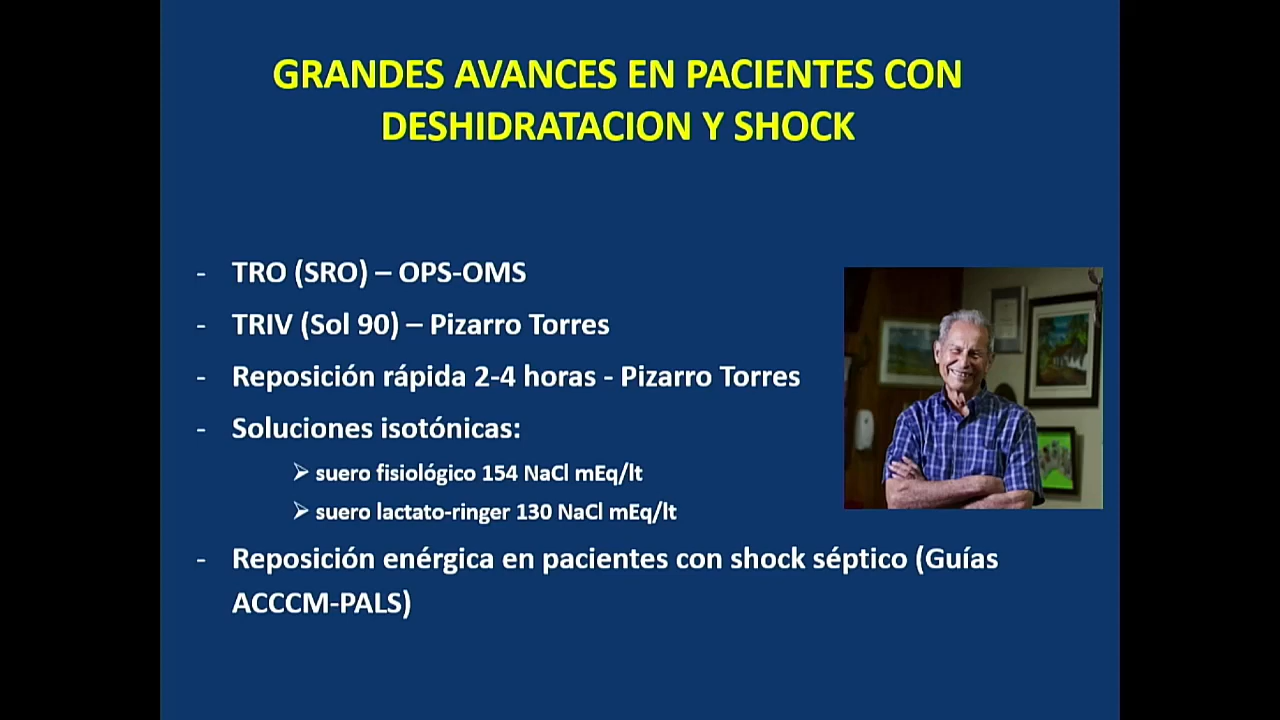 GRANDES AVANCES EN PACIENTES CON
DESHIDRATACION Y SHOCK
- TRO (SRO) – OPS-OMS
- TRIV (Sol 90) – Pizarro Torres
- Reposición rápida 2-4 horas - Pizarro Torres
- Soluciones isotónicas:
➢ suero fisiológico 154 NaCl mEq/lt
➢ suero lactato-ringer 130 NaCl mEq/lt
- Reposición enérgica en pacientes con shock séptico (Guías
ACCCM-PALS)